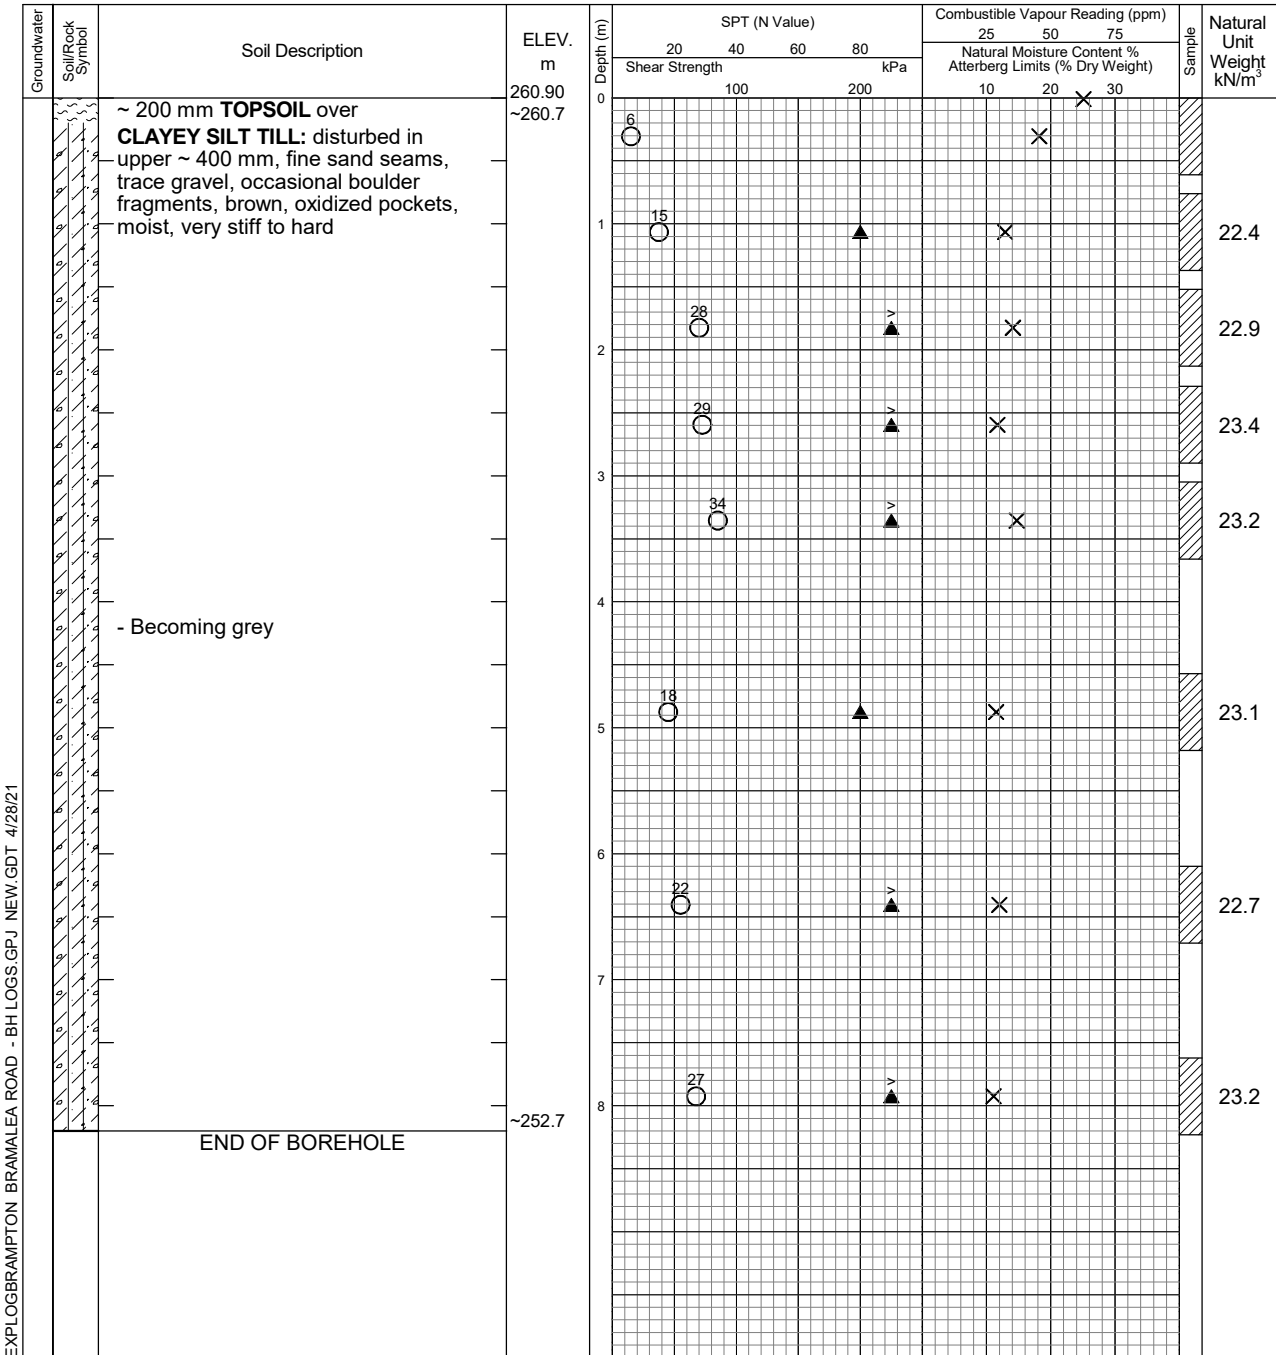 Groundwater
Soil/Rock
Symbol
Soil Description
ELEV.
m
Depth (m)
SPT (N Value)
20 40 60 80
Shear Strength kPa
100 200
Combustible Vapour Reading (ppm)
25 50 75
Natural Moisture Content %
Atterberg Limits (% Dry Weight)
10 20 30
Sample
Natural
Unit
Weight
kN/m³
260.90
~260.7
0
~ 200 mm TOPSOIL over
CLAYEY SILT TILL: disturbed in
upper ~ 400 mm, fine sand seams,
trace gravel, occasional boulder
fragments, brown, oxidized pockets,
moist, very stiff to hard
6
1
15
22.4
28
>
22.9
2
29
>
23.4
3
34
>
23.2
4
- Becoming grey
18
23.1
5
6
22
>
22.7
7
27
>
23.2
8
~252.7
END OF BOREHOLE
EXPLOGBRAMPTON BRAMALEA ROAD - BH LOGS.GPJ NEW.GDT 4/28/21